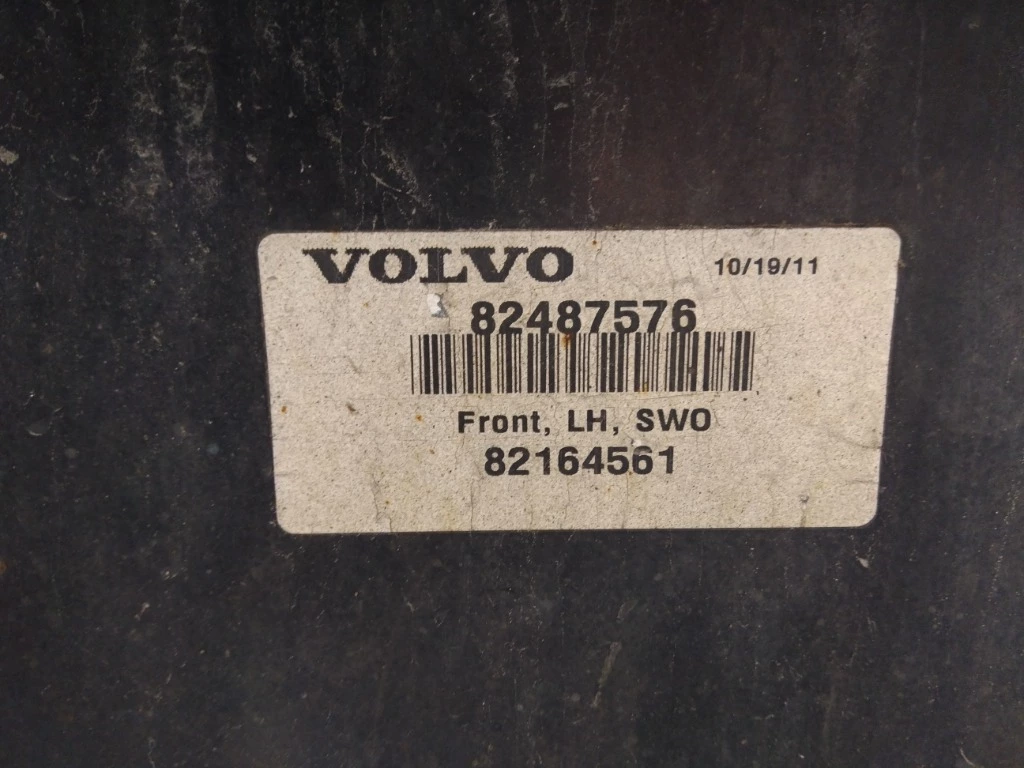 VOLVO 10/19/11
82487576
Front, LH, SWO
82164561